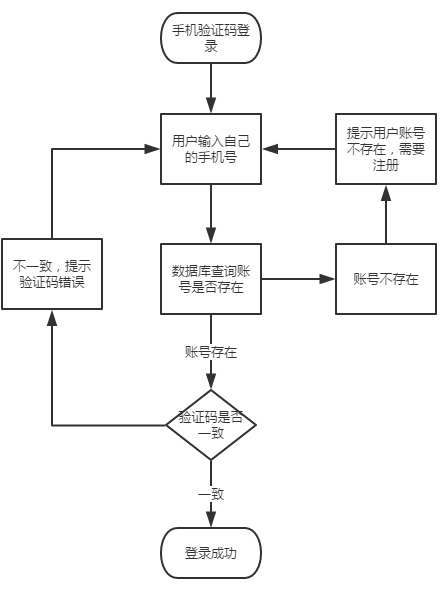 手机验证码登
录
用户输入自己
的手机号
提示用户账号
不存在，需要
注册
不一致，提示
验证码错误
数据库查询账
号是否存在
账号不存在
账号存在
验证码是否
一致
一致
登录成功